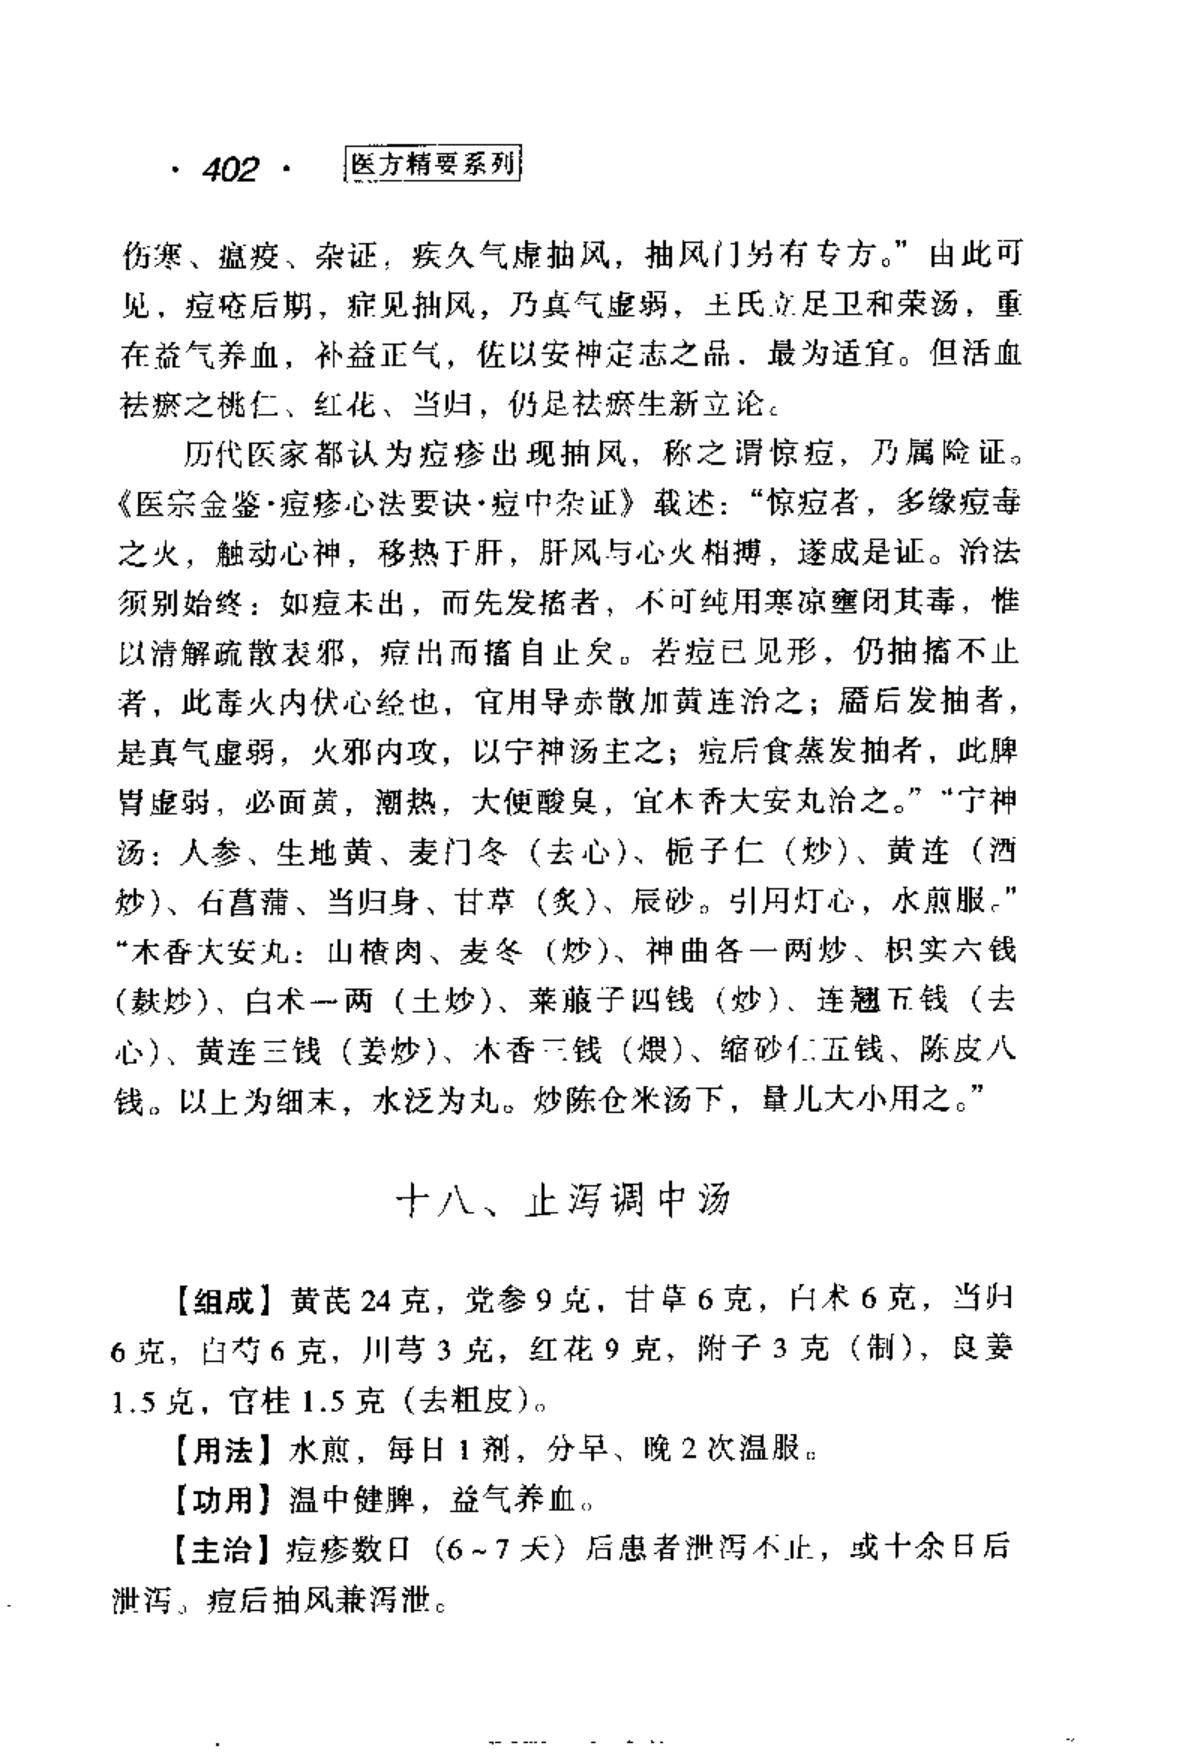 · 402 ·
医方精要系列
伤寒、瘟疫、杂证，疾久气虚抽风，抽风门另有专方。”由此可
见，痘疮后期，症见抽风，乃真气虚弱，王氏立足卫和荣汤，重
在益气养血，补益正气，佐以安神定志之品．最为适宜。但活血
祛瘀之桃仁、红花、当归，仍足祛瘀生新立论。
历代医家都认为痘疹出现抽风，称之谓惊痘，乃属险证。
《医宗金鉴·痘疹心法要诀·痘中杂证》载述：“惊痘者，多缘痘毒
之火，触动心神，移热于肝，肝风与心火相搏，遂成是证。治法
须别始终：如痘未出，而先发搐者，不可纯用寒凉壅闭其毒，惟
以清解疏散表邪，痘出而搐自止矣。若痘已见形，仍抽搐不止
者，此毒火内伏心经也，宜用导赤散加黄连治之；靥后发抽者，
是真气虚弱，火邪内攻，以宁神汤主之；痘后食蒸发抽者，此脾
胃虚弱，必面黄，潮热，大便酸臭，宜木香大安丸治之。”“宁神
汤：人参、生地黄、麦门冬（去心）、栀子仁（炒）、黄连（酒
炒）、石菖蒲、当归身、甘草（炙）、辰砂。引用灯心，水煎服。”
“木香大安丸：山楂肉、麦冬（炒）、神曲各一两炒、枳实六钱
（麸炒）、白术一两（土炒）、莱菔子四钱（炒）、连翘五钱（去
心）、黄连三钱（姜炒）、木香三钱（煨）、缩砂仁五钱、陈皮八
钱。以上为细末，水泛为丸。炒陈仓米汤下，量儿大小用之。”
十八、止泻调中汤
【组成】黄芪 24 克，党参 9 克，甘草 6 克，白术 6 克，当归
6 克，白芍 6 克，川芎 3 克，红花 9 克，附子 3 克（制），良姜
1.5 克，官桂 1.5 克（去粗皮）。
【用法】水煎，每日 1 剂，分早、晚 2 次温服。
【功用】温中健脾，益气养血。
【主治】痘疹数日（6～7 天）后患者泄泻不止，或十余日后
泄泻。痘后抽风兼泻泄。